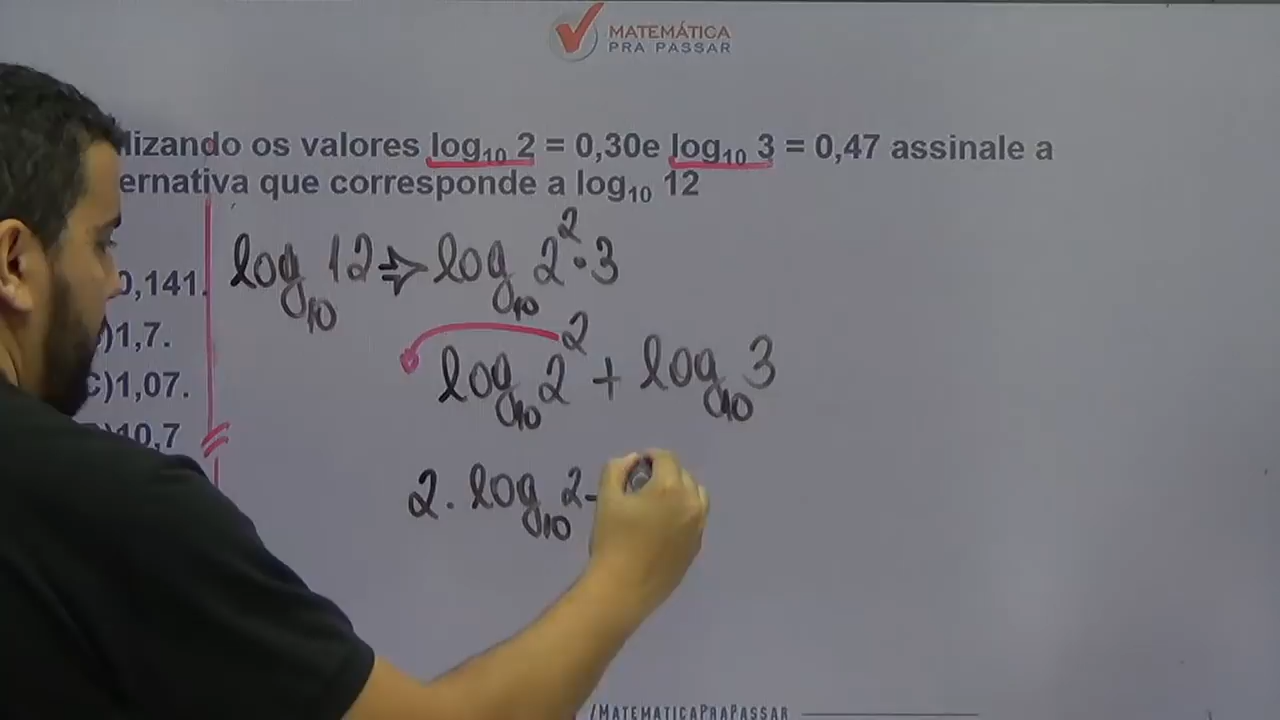 MATEMÁTICA
PRA PASSAR
lizando os valores log₁₀ 2 = 0,30e log₁₀ 3 = 0,47 assinale a
ernativa que corresponde a log₁₀ 12
0,141.
)1,7.
C)1,07.
)10,7
log₁₀ 12 ⇒ log₁₀ 2² · 3
log₁₀ 2² + log₁₀ 3
2. log₁₀ 2
/MATEMATICAPRAPASSAR